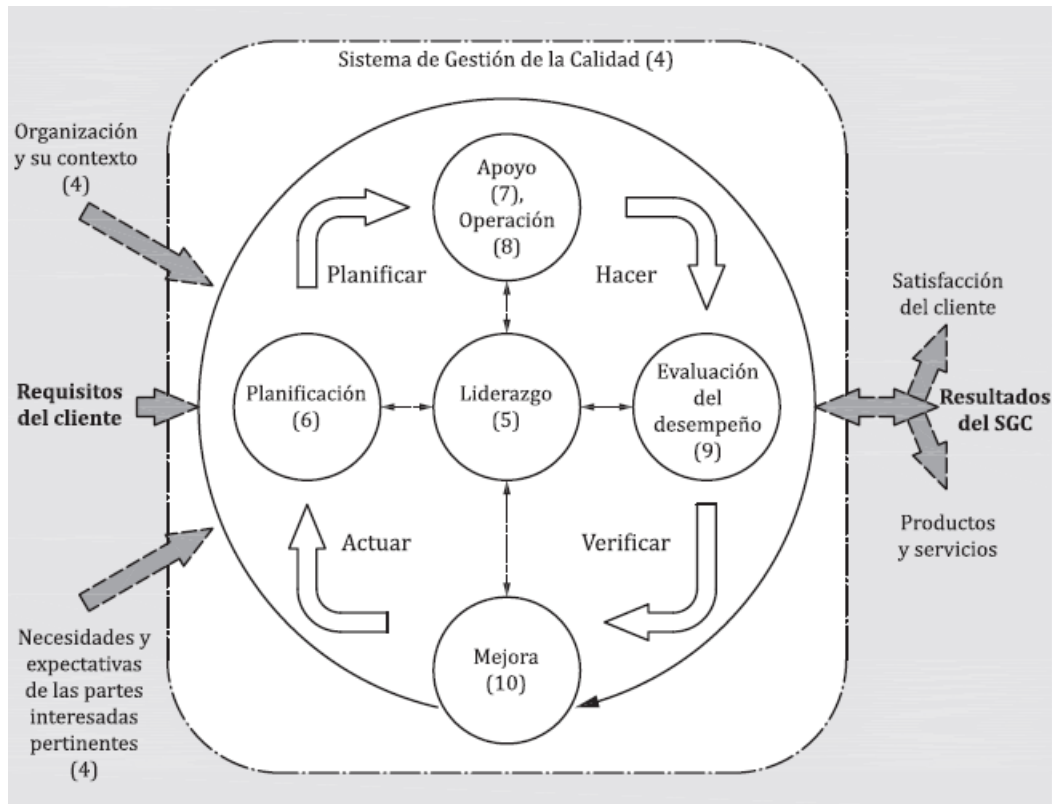 Sistema de Gestión de la Calidad (4)
Organización
y su contexto
(4)
Apoyo
(7),
Operación
(8)
Planificar
Hacer
Satisfacción
del cliente
Requisitos
del cliente
Planificación
(6)
Liderazgo
(5)
Evaluación
del
desempeño
(9)
Resultados
del SGC
Actuar
Verificar
Productos
y servicios
Necesidades y
expectativas
de las partes
interesadas
pertinentes
(4)
Mejora
(10)